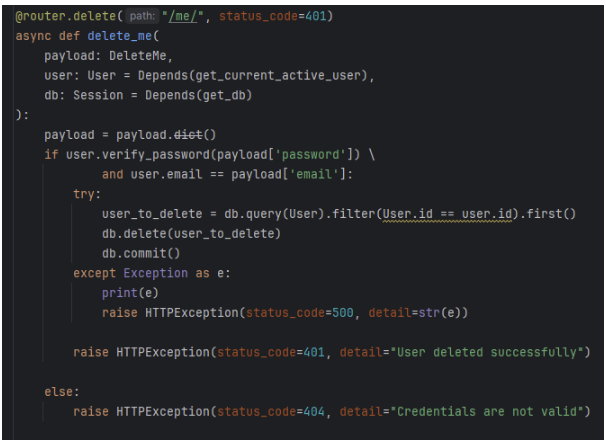 @router.delete( path: "/me/", status_code=401)
async def delete_me(
    payload: DeleteMe,
    user: User = Depends(get_current_active_user),
    db: Session = Depends(get_db)
):
    payload = payload.dict()
    if user.verify_password(payload['password']) \
            and user.email == payload['email']:
        try:
            user_to_delete = db.query(User).filter(User.id == user.id).first()
            db.delete(user_to_delete)
            db.commit()
        except Exception as e:
            print(e)
            raise HTTPException(status_code=500, detail=str(e))

        raise HTTPException(status_code=401, detail="User deleted successfully")

    else:
        raise HTTPException(status_code=404, detail="Credentials are not valid")